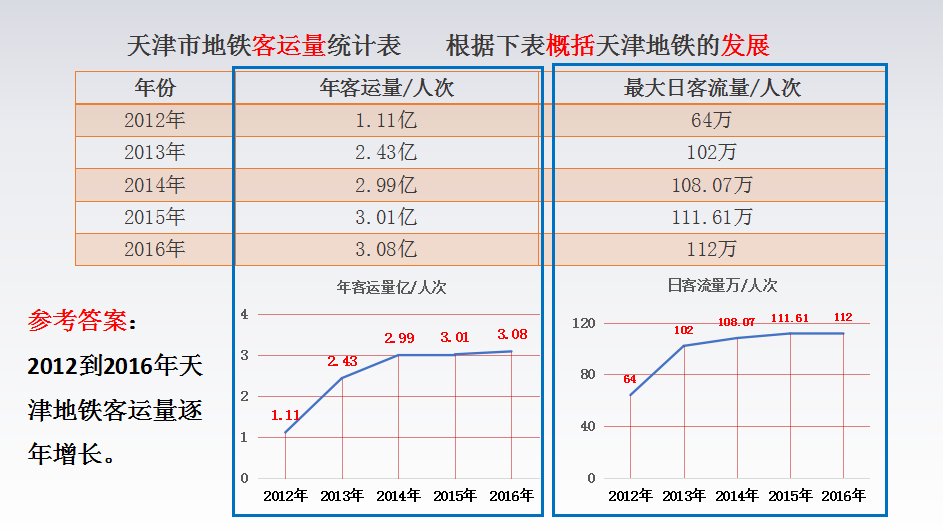 天津市地铁客运量统计表 根据下表概括天津地铁的发展
年份 年客运量/人次 最大日客流量/人次
2012年 1.11亿 64万
2013年 2.43亿 102万
2014年 2.99亿 108.07万
2015年 3.01亿 111.61万
2016年 3.08亿 112万
参考答案：
2012到2016年天
津地铁客运量逐
年增长。
年客运量亿/人次
4
3
2
1
0
1.11
2.43
2.99
3.01
3.08
2012年 2013年 2014年 2015年 2016年
日客流量万/人次
120
80
40
0
64
102
108.07
111.61
112
2012年 2013年 2014年 2015年 2016年